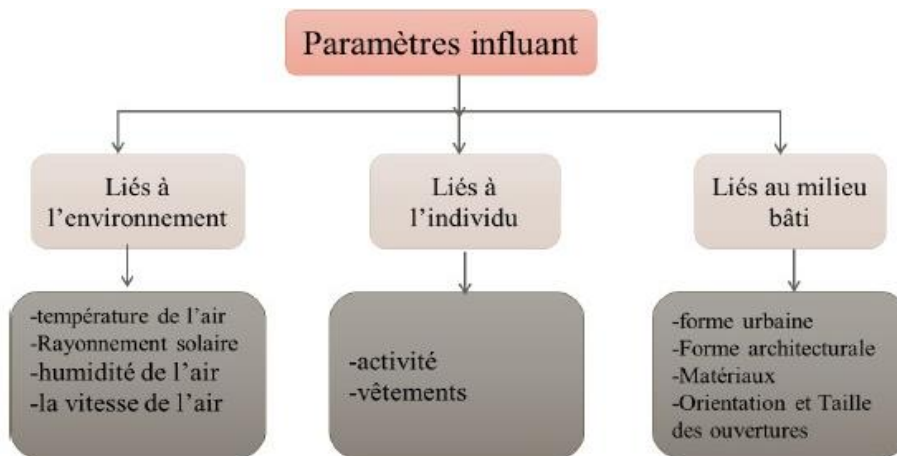 Paramètres influant
Liés à
l'environnement
Liés à
l'individu
Liés au milieu
bâti
-température de l'air
-Rayonnement solaire
-humidité de l'air
-la vitesse de l'air
-activité
-vêtements
-forme urbaine
-Forme architecturale
-Matériaux
-Orientation et Taille
des ouvertures